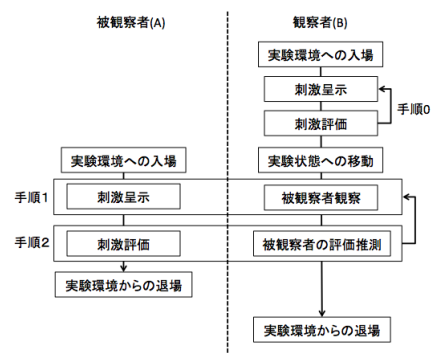 被観察者(A)
観察者(B)
実験環境への入場
刺激呈示
手順0
刺激評価
実験環境への入場
実験状態への移動
手順1
刺激呈示
被観察者観察
手順2
刺激評価
被観察者の評価推測
実験環境からの退場
実験環境からの退場